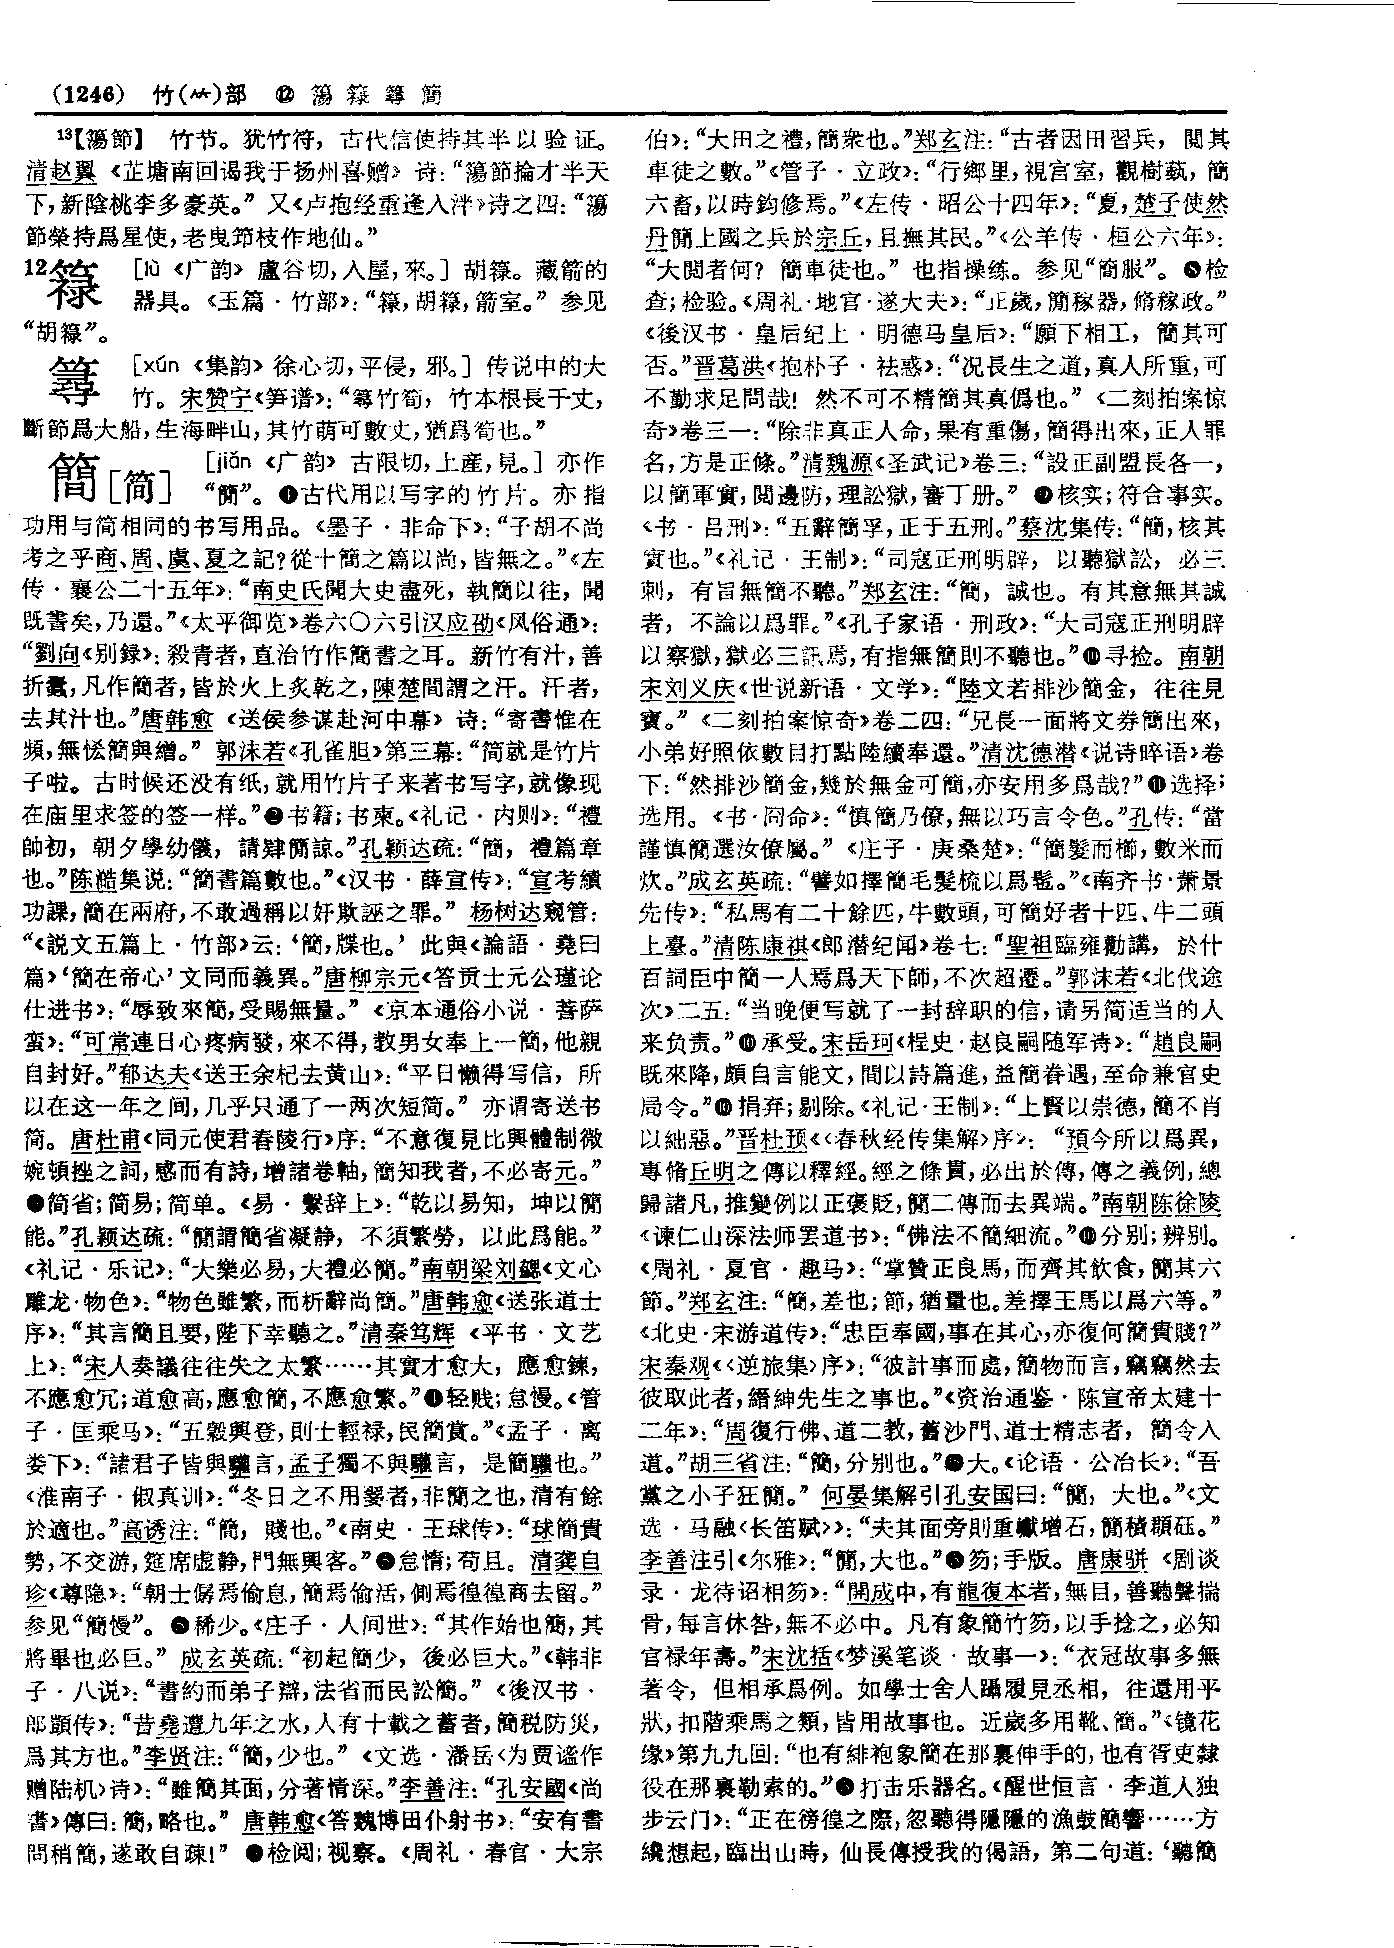 (1246) 竹(⺮)部 ⑫ 簜 簶 簞 簡
¹³【簜節】 竹节。犹竹符，古代信使持其半以验证。
清赵翼《芷塘南回谒我于扬州喜赠》诗：“簜節掄才半天
下，新陰桃李多豪英。” 又《卢抱经重逢入泮》诗之四：“簜
節榮持爲星使，老曳筇枝作地仙。”
12簶 [lù 《广韵》 盧谷切，入屋，來。] 胡簶。藏箭的
器具。《玉篇·竹部》：“簶，胡簶，箭室。” 参见
“胡簶”。
[xún 《集韵》 徐心切，平侵，邪。] 传说中的大
竹。宋赞宁《笋谱》：“竹筍，竹本根長千丈，
斷節爲大船，生海畔山，其竹萌可數丈，猶爲筍也。”
簡[简] [jiǎn 《广韵》 古限切，上産，見。] 亦作
“簡”。❶古代用以写字的竹片。亦指
功用与简相同的书写用品。《墨子·非命下》：“子胡不尚
考之乎商、周、虞、夏之記？從十簡之篇以尚，皆無之。”《左
传·襄公二十五年》：“南史氏聞大史盡死，執簡以往，聞
既書矣，乃還。”《太平御览》卷六〇六引汉应劭《风俗通》：
“劉向《别録》：殺青者，直治竹作簡書之耳。新竹有汁，善
折蠹，凡作簡者，皆於火上炙乾之，陳楚間謂之汗。汗者，
去其汁也。”唐韩愈《送侯参谋赴河中幕》诗：“寄書惟在
頻，無恡簡與繒。” 郭沫若《孔雀胆》第三幕：“简就是竹片
子啦。古时候还没有纸，就用竹片子来著书写字，就像现
在庙里求签的签一样。”❷书籍；书柬。《礼记·内则》：“禮
帥初，朝夕學幼儀，請肄簡諒。”孔颖达疏：“簡，禮篇章
也。”陈澔集说：“簡書篇數也。”《汉书·薛宣传》：“宣考績
功課，簡在兩府，不敢過稱以奸欺誣之罪。” 杨树达窥管：
“《説文五篇上·竹部》云：‘簡，牒也。’ 此與《論語·堯曰
篇》‘簡在帝心’文同而義異。”唐柳宗元《答贡士元公瑾论
仕进书》：“辱致來簡，受賜無量。” 《京本通俗小说·菩萨
蛮》：“可常連日心疼病發，來不得，教男女奉上一簡，他親
自封好。”郁达夫《送王余杞去黄山》：“平日懒得写信，所
以在这一年之间，几乎只通了一两次短简。” 亦谓寄送书
简。唐杜甫《同元使君舂陵行》序：“不意復見比興體制微
婉頓挫之詞，感而有詩，增諸卷軸，簡知我者，不必寄元。”
●简省；简易；简单。《易·繫辞上》：“乾以易知，坤以簡
能。”孔颖达疏：“簡謂簡省凝静，不須繁勞，以此爲能。”
《礼记·乐记》：“大樂必易，大禮必簡。”南朝梁刘勰《文心
雕龙·物色》：“物色雖繁，而析辭尚簡。”唐韩愈《送张道士
序》：“其言簡且要，陛下幸聽之。”清秦笃辉《平书·文艺
上》：“宋人奏議往往失之太繁……其實才愈大，應愈鍊，
不應愈冗；道愈高，應愈簡，不應愈繁。”❹轻贱；怠慢。《管
子·匡乘马》：“五穀興登，則士輕禄，民簡賞。”《孟子·离
娄下》：“諸君子皆與驩言，孟子獨不與驩言，是簡驩也。”
《淮南子·俶真训》：“冬日之不用翣者，非簡之也，清有餘
於適也。”高诱注：“簡，賤也。”《南史·王球传》：“球簡貴
勢，不交游，筵席虚静，門無異客。”❺怠惰；苟且。清龚自
珍《尊隐》：“朝士僝焉偷息，簡焉偷活，側焉徨徨商去留。”
参见“簡慢”。❻稀少。《庄子·人间世》：“其作始也簡，其
將畢也必巨。” 成玄英疏：“初起簡少，後必巨大。”《韩非
子·八说》：“書約而弟子辯，法省而民訟簡。” 《後汉书·
郎顗传》：“昔堯遭九年之水，人有十載之蓄者，簡税防災，
爲其方也。”李贤注：“簡，少也。” 《文选·潘岳〈为贾谧作
赠陆机〉诗》：“雖簡其面，分著情深。”李善注：“孔安國《尚
書》傳曰：簡，略也。” 唐韩愈《答魏博田仆射书》：“安有書
問稍簡，遂敢自疎！” ●检阅；视察。《周礼·春官·大宗
伯》：“大田之禮，簡衆也。”郑玄注：“古者因田習兵，閲其
車徒之數。”《管子·立政》：“行鄉里，視宫室，觀樹蓺，簡
六畜，以時鈞修焉。”《左传·昭公十四年》：“夏，楚子使然
丹簡上國之兵於宗丘，且撫其民。”《公羊传·桓公六年》：
“大閲者何？簡車徒也。” 也指操练。参见“簡服”。❽检
查；检验。《周礼·地官·遂大夫》：“正歲，簡稼器，脩稼政。”
《後汉书·皇后纪上·明德马皇后》：“願下相工，簡其可
否。”晋葛洪《抱朴子·祛惑》：“况長生之道，真人所重，可
不勤求足問哉！然不可不精簡其真僞也。” 《二刻拍案惊
奇》卷三一：“除非真正人命，果有重傷，簡得出來，正人罪
名，方是正條。”清魏源《圣武记》卷三：“設正副盟長各一，
以簡軍實，閲邊防，理訟獄，審丁册。” ❾核实；符合事实。
《书·吕刑》：“五辭簡孚，正于五刑。”蔡沈集传：“簡，核其
實也。”《礼记·王制》：“司寇正刑明辟，以聽獄訟，必三
刺，有旨無簡不聽。”郑玄注：“簡，誠也。有其意無其誠
者，不論以爲罪。”《孔子家语·刑政》：“大司寇正刑明辟
以察獄，獄必三訊焉，有指無簡則不聽也。”❿寻检。南朝
宋刘义庆《世说新语·文学》：“陸文若排沙簡金，往往見
寶。” 《二刻拍案惊奇》卷二四：“兄長一面將文券簡出來，
小弟好照依數目打點陸續奉還。”清沈德潜《说诗晬语》卷
下：“然排沙簡金，幾於無金可簡，亦安用多爲哉？”⓫选择；
选用。《书·冏命》：“慎簡乃僚，無以巧言令色。”孔传：“當
謹慎簡選汝僚屬。” 《庄子·庚桑楚》：“簡髮而櫛，數米而
炊。”成玄英疏：“譬如擇簡毛髮梳以爲髢。”《南齐书·萧景
先传》：“私馬有二十餘匹，牛數頭，可簡好者十匹、牛二頭
上臺。”清陈康祺《郎潜纪闻》卷七：“聖祖臨雍勸講，於什
百詞臣中簡一人焉爲天下師，不次超遷。”郭沫若《北伐途
次》二五：“当晚便写就了一封辞职的信，请另简适当的人
来负责。”⓬承受。宋岳珂《桯史·赵良嗣随军诗》：“趙良嗣
既來降，頗自言能文，間以詩篇進，益簡眷遇，至命兼官史
局令。”⓭捐弃；剔除。《礼记·王制》：“上賢以崇德，簡不肖
以絀惡。”晋杜预《〈春秋经传集解〉序》：“預今所以爲異，
專脩丘明之傳以釋經。經之條貫，必出於傳，傳之義例，總
歸諸凡，推變例以正褒貶，簡二傳而去異端。”南朝陈徐陵
《谏仁山深法师罢道书》：“佛法不簡細流。”⓮分别；辨别。
《周礼·夏官·趣马》：“掌贊正良馬，而齊其飲食，簡其六
節。”郑玄注：“簡，差也；節，猶量也。差擇王馬以爲六等。”
《北史·宋游道传》：“忠臣奉國，事在其心，亦復何簡貴賤？”
宋秦观《〈逆旅集〉序》：“彼計事而處，簡物而言，竊竊然去
彼取此者，縉紳先生之事也。”《资治通鉴·陈宣帝太建十
二年》：“周復行佛、道二教，舊沙門、道士精志者，簡令入
道。”胡三省注：“簡，分别也。”⓯大。《论语·公冶长》：“吾
黨之小子狂簡。” 何晏集解引孔安国曰：“簡，大也。”《文
选·马融〈长笛赋〉》：“夫其面旁則重巘增石，簡積頵砡。”
李善注引《尔雅》：“簡，大也。”⓰笏；手版。唐康骈《剧谈
录·龙待诏相笏》：“開成中，有龍復本者，無目，善聽聲揣
骨，每言休咎，無不必中。凡有象簡竹笏，以手捻之，必知
官禄年壽。”宋沈括《梦溪笔谈·故事一》：“衣冠故事多無
著令，但相承爲例。如學士舍人躡履見丞相，往還用平
狀，扣階乘馬之類，皆用故事也。近歲多用靴、簡。”《镜花
缘》第九九回：“也有緋袍象簡在那裏伸手的，也有胥吏隸
役在那裏勒索的。”⓱打击乐器名。《醒世恒言·李道人独
步云门》：“正在徬徨之際，忽聽得隱隱的漁鼓簡響……方
纔想起，臨出山時，仙長傳授我的偈語，第二句道：‘聽簡